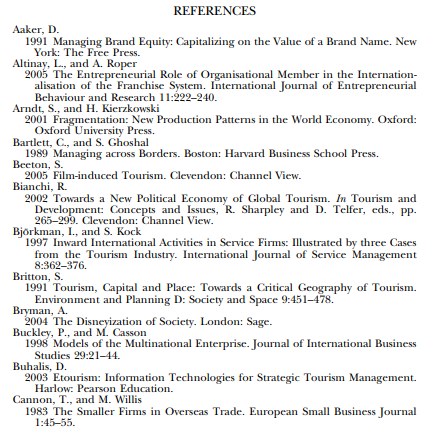 REFERENCES
Aaker, D.
1991 Managing Brand Equity: Capitalizing on the Value of a Brand Name. New
York: The Free Press.
Altinay, L., and A. Roper
2005 The Entrepreneurial Role of Organisational Member in the Internation-
alisation of the Franchise System. International Journal of Entrepreneurial
Behaviour and Research 11:222–240.
Arndt, S., and H. Kierzkowski
2001 Fragmentation: New Production Patterns in the World Economy. Oxford:
Oxford University Press.
Bartlett, C., and S. Ghoshal
1989 Managing across Borders. Boston: Harvard Business School Press.
Beeton, S.
2005 Film-induced Tourism. Clevendon: Channel View.
Bianchi, R.
2002 Towards a New Political Economy of Global Tourism. In Tourism and
Development: Concepts and Issues, R. Sharpley and D. Telfer, eds., pp.
265–299. Clevendon: Channel View.
Björkman, I., and S. Kock
1997 Inward International Activities in Service Firms: Illustrated by three Cases
from the Tourism Industry. International Journal of Service Management
8:362–376.
Britton, S.
1991 Tourism, Capital and Place: Towards a Critical Geography of Tourism.
Environment and Planning D: Society and Space 9:451–478.
Bryman, A.
2004 The Disneyization of Society. London: Sage.
Buckley, P., and M. Casson
1998 Models of the Multinational Enterprise. Journal of International Business
Studies 29:21–44.
Buhalis, D.
2003 Etourism: Information Technologies for Strategic Tourism Management.
Harlow: Pearson Education.
Cannon, T., and M. Willis
1983 The Smaller Firms in Overseas Trade. European Small Business Journal
1:45–55.